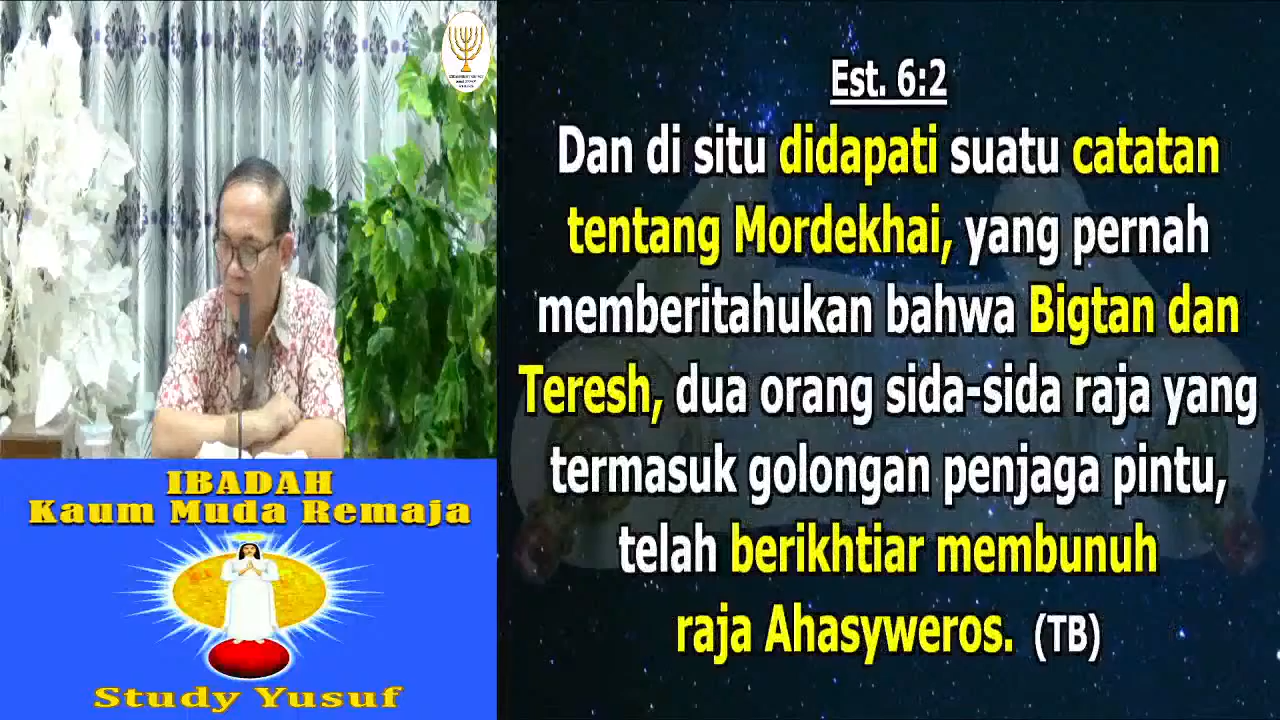 Est. 6:2
Dan di situ didapati suatu catatan
tentang Mordekhai, yang pernah
memberitahukan bahwa Bigtan dan
Teresh, dua orang sida-sida raja yang
termasuk golongan penjaga pintu,
telah berikhtiar membunuh
raja Ahasyweros. (TB)
IBADAH
Kaum Muda Remaja
Study Yusuf